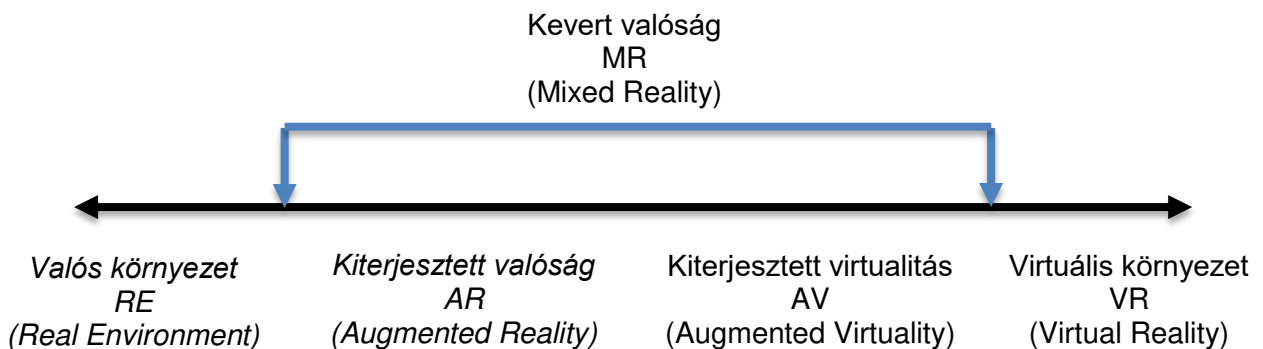 Kevert valóság
MR
(Mixed Reality)
Valós környezet
RE
(Real Environment)
Kiterjesztett valóság
AR
(Augmented Reality)
Kiterjesztett virtualitás
AV
(Augmented Virtuality)
Virtuális környezet
VR
(Virtual Reality)